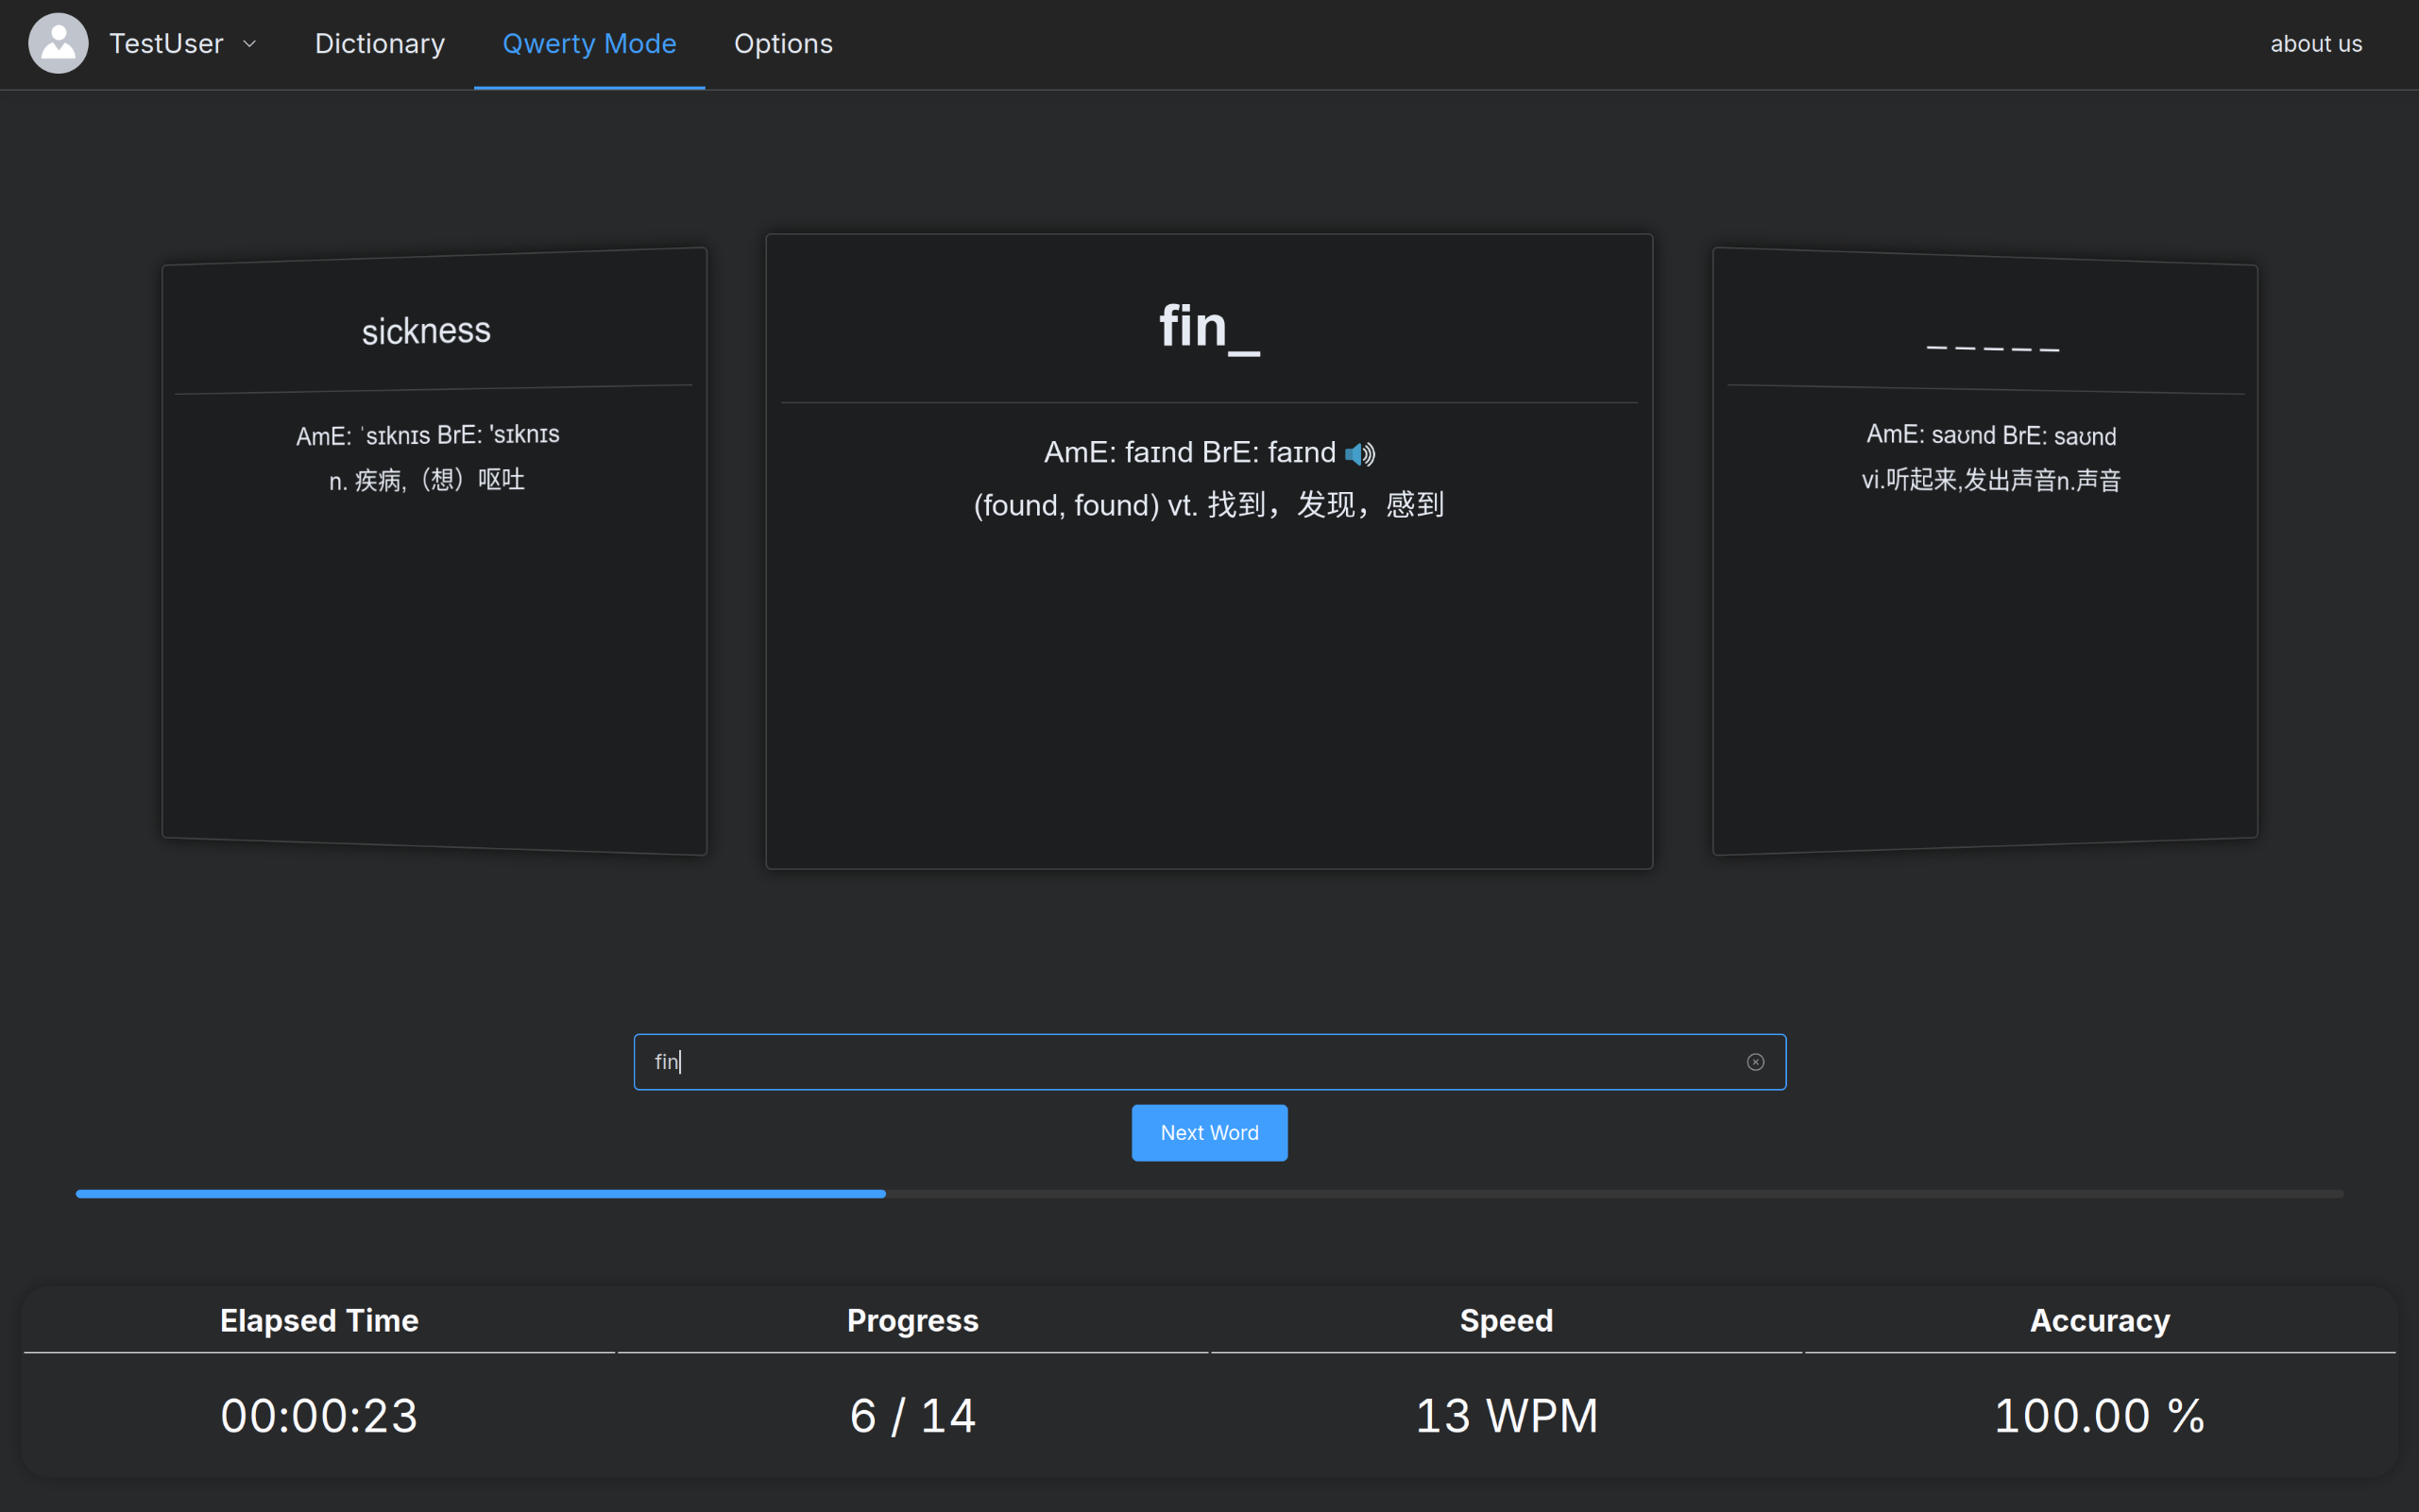 TestUser Dictionary Qwerty Mode Options about us
sickness
AmE: ˈsɪknɪs BrE: 'sɪknɪs
n. 疾病,（想）呕吐
fin_
AmE: faɪnd BrE: faɪnd
(found, found) vt. 找到，发现，感到
_ _ _ _ _
AmE: saʊnd BrE: saʊnd
vi.听起来,发出声音n.声音
fin
Next Word
Elapsed Time Progress Speed Accuracy
00:00:23 6 / 14 13 WPM 100.00 %